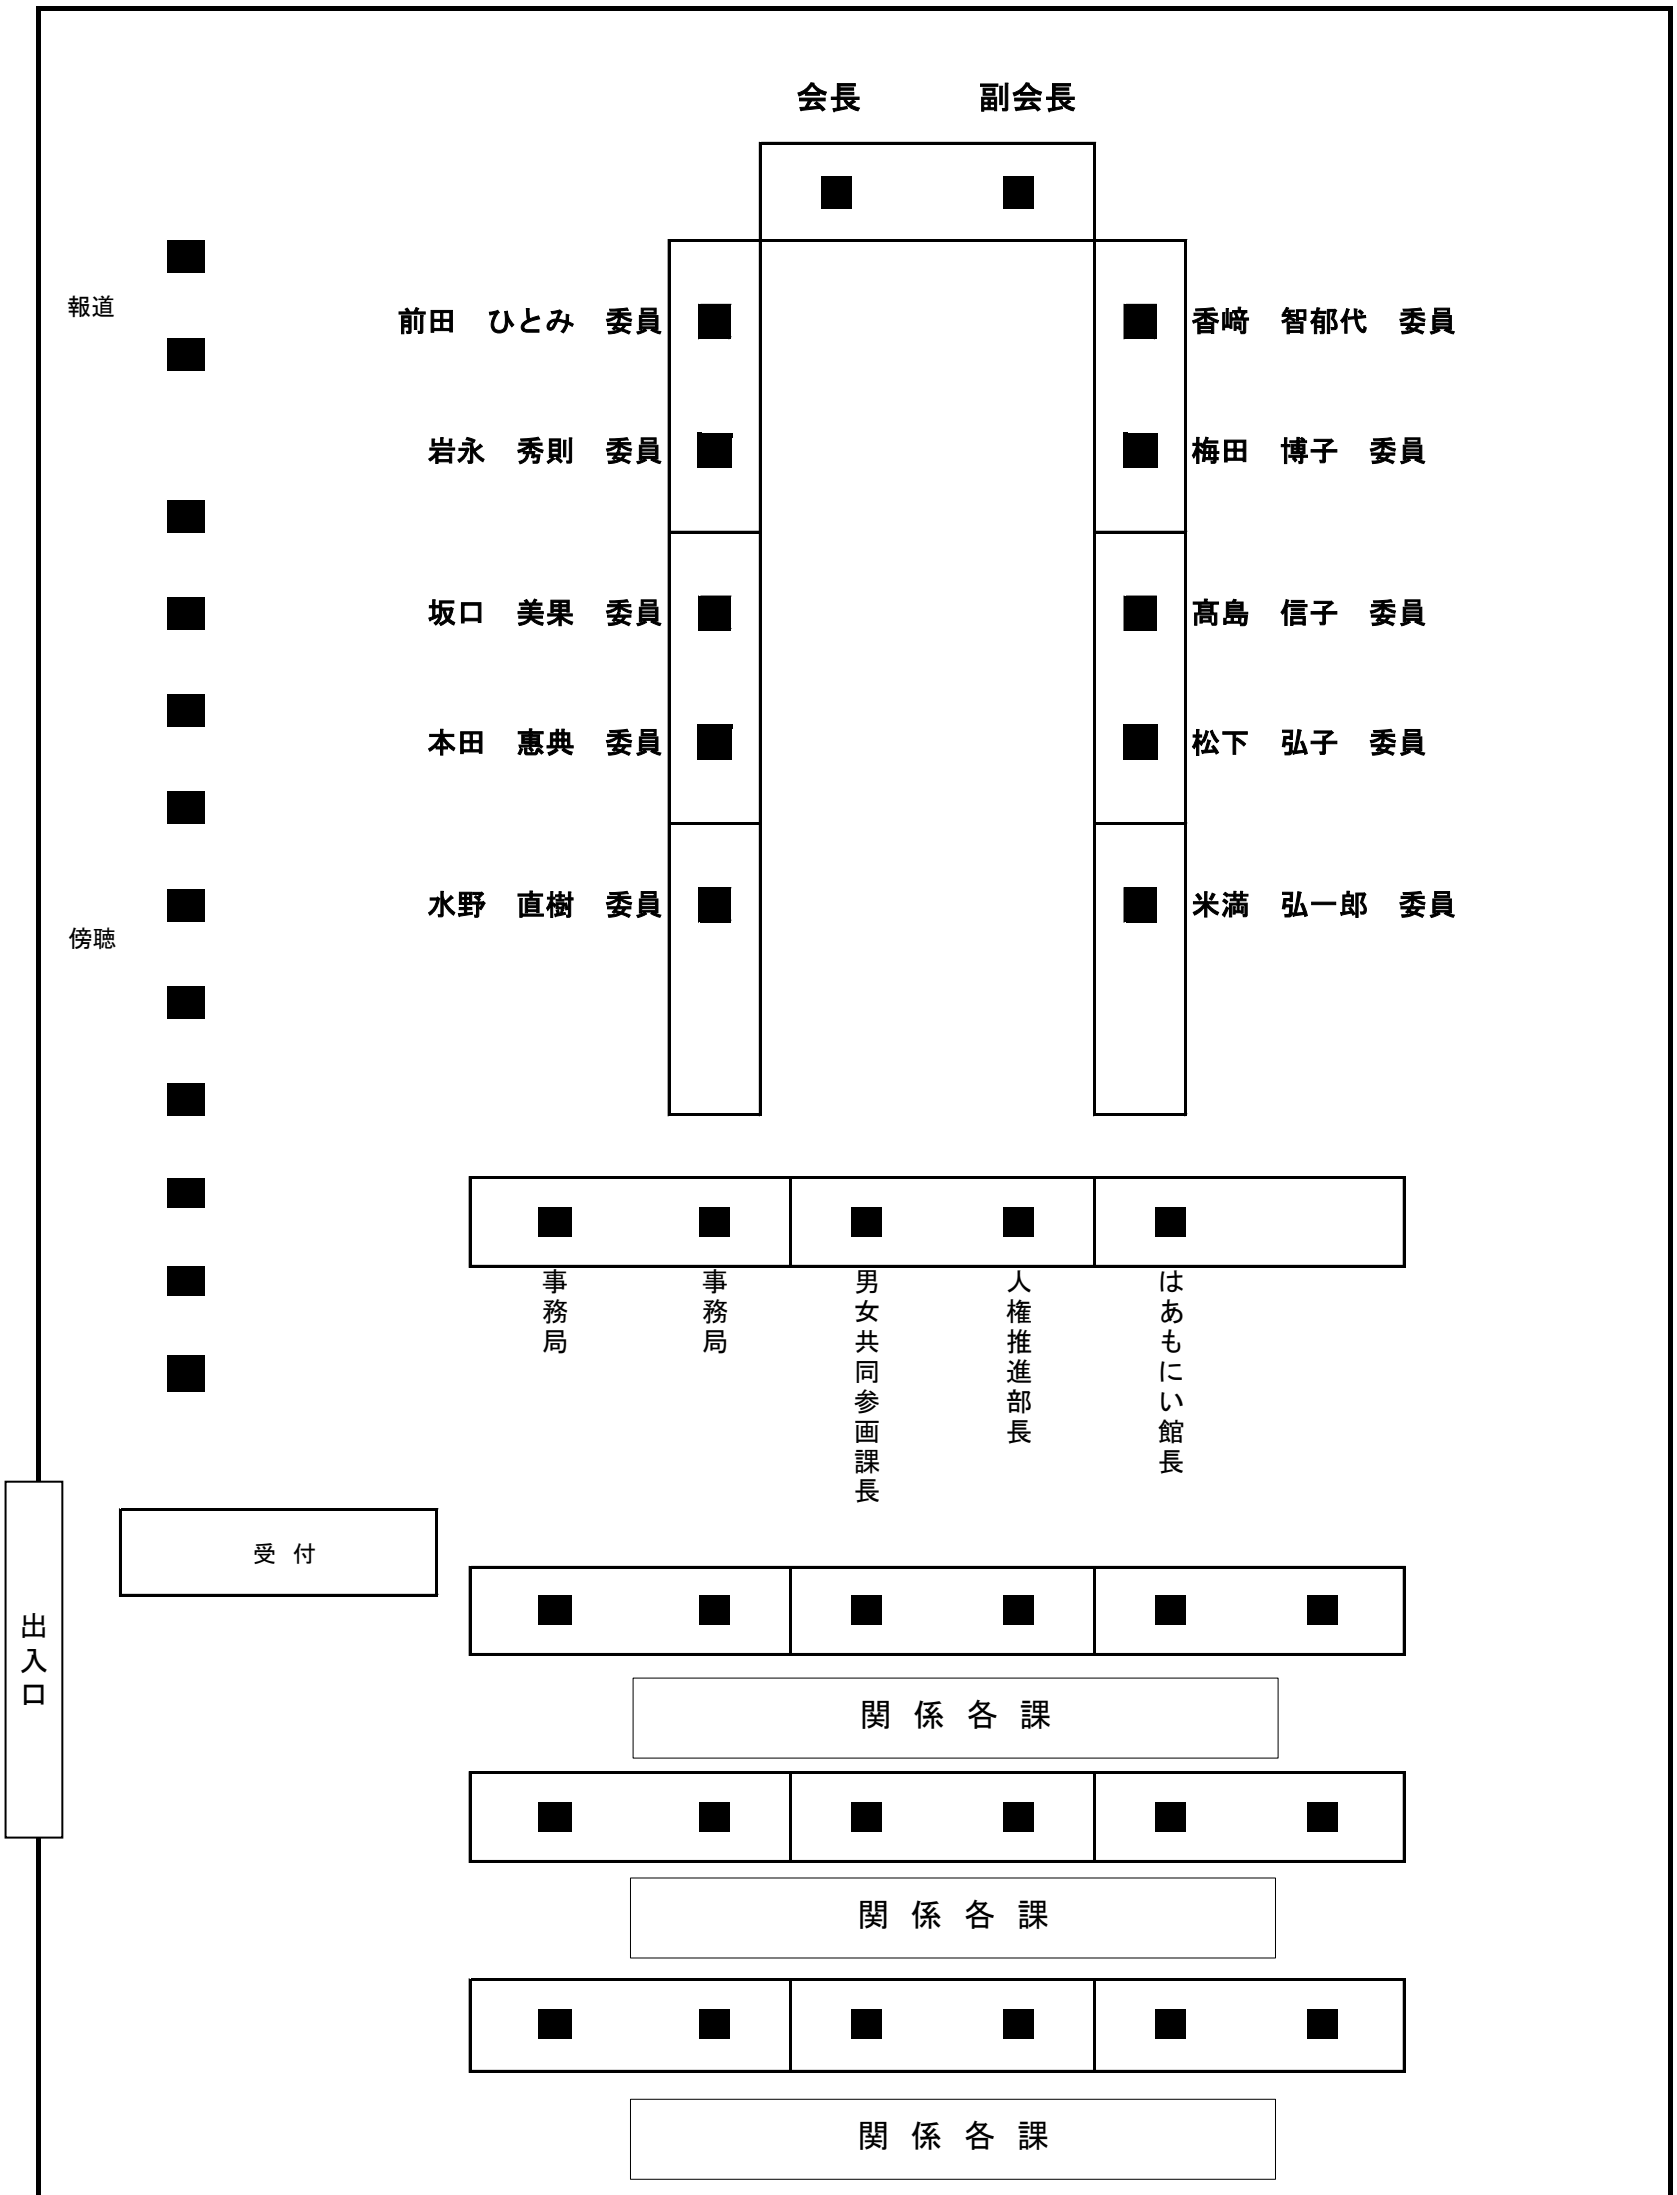 会長　副会長
報道
前田　ひとみ　委員
香﨑　智郁代　委員
岩永　秀則　委員
梅田　博子　委員
坂口　美果　委員
髙島　信子　委員
本田　惠典　委員
松下　弘子　委員
水野　直樹　委員
米満　弘一郎　委員
傍聴
事務局
事務局
男女共同参画課長
人権推進部長
はあもにい館長
受 付
出入口
関 係 各 課
関 係 各 課
関 係 各 課